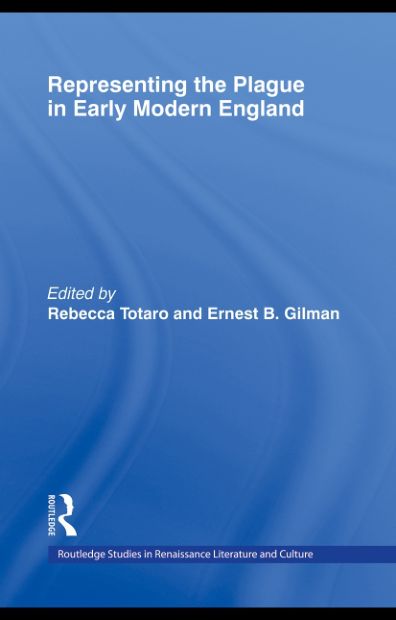 Representing the Plague
in Early Modern England
Edited by
Rebecca Totaro and Ernest B. Gilman
ROUTLEDGE
Routledge Studies in Renaissance Literature and Culture